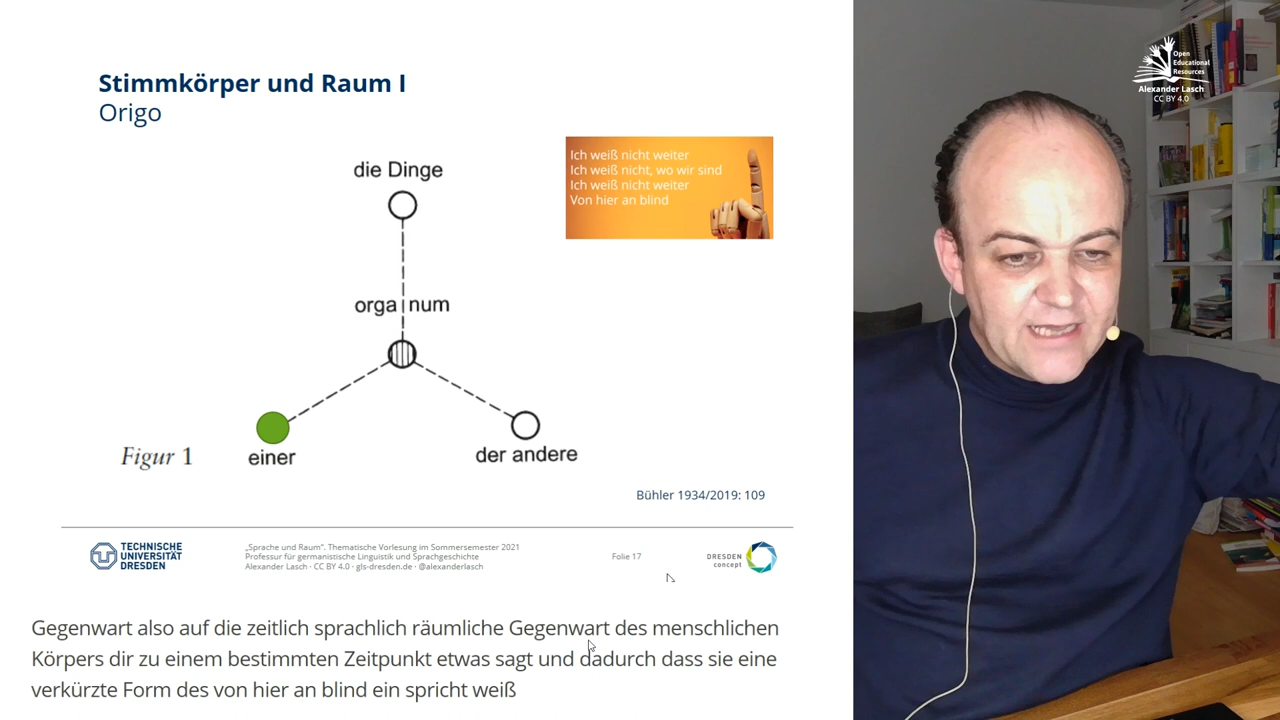 Stimmkörper und Raum I
Origo
die Dinge
orga num
einer
der andere
Figur 1
Ich weiß nicht weiter
Ich weiß nicht, wo wir sind
Ich weiß nicht weiter
Von hier an blind
Bühler 1934/2019: 109
TECHNISCHE
UNIVERSITÄT
DRESDEN
„Sprache und Raum“. Thematische Vorlesung im Sommersemester 2021
Professur für germanistische Linguistik und Sprachgeschichte
Alexander Lasch · CC BY 4.0 · gls-dresden.de · @alexanderlasch
Folie 17
DRESDEN
concept
Gegenwart also auf die zeitlich sprachlich räumliche Gegenwart des menschlichen
Körpers dir zu einem bestimmten Zeitpunkt etwas sagt und dadurch dass sie eine
verkürzte Form des von hier an blind ein spricht weiß
Open
Educational
Resources
Alexander Lasch
CC BY 4.0